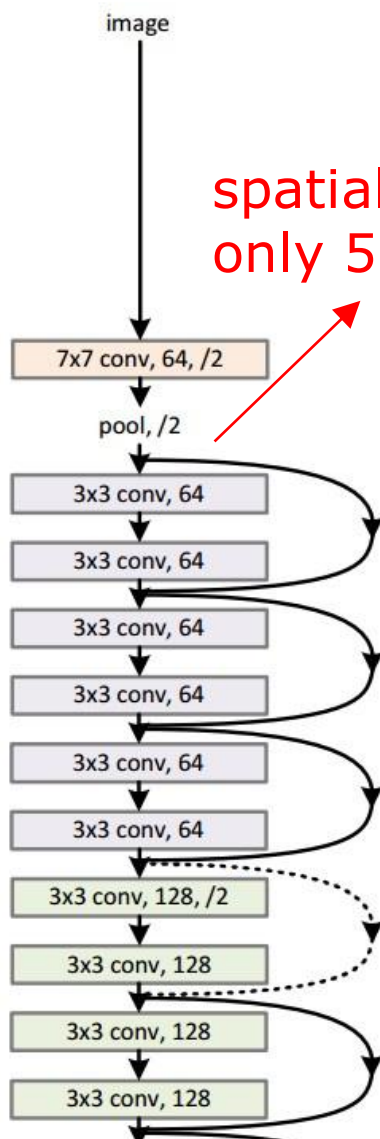 image
spatial
only 5
7x7 conv, 64, /2
pool, /2
3x3 conv, 64
3x3 conv, 64
3x3 conv, 64
3x3 conv, 64
3x3 conv, 64
3x3 conv, 64
3x3 conv, 128, /2
3x3 conv, 128
3x3 conv, 128
3x3 conv, 128